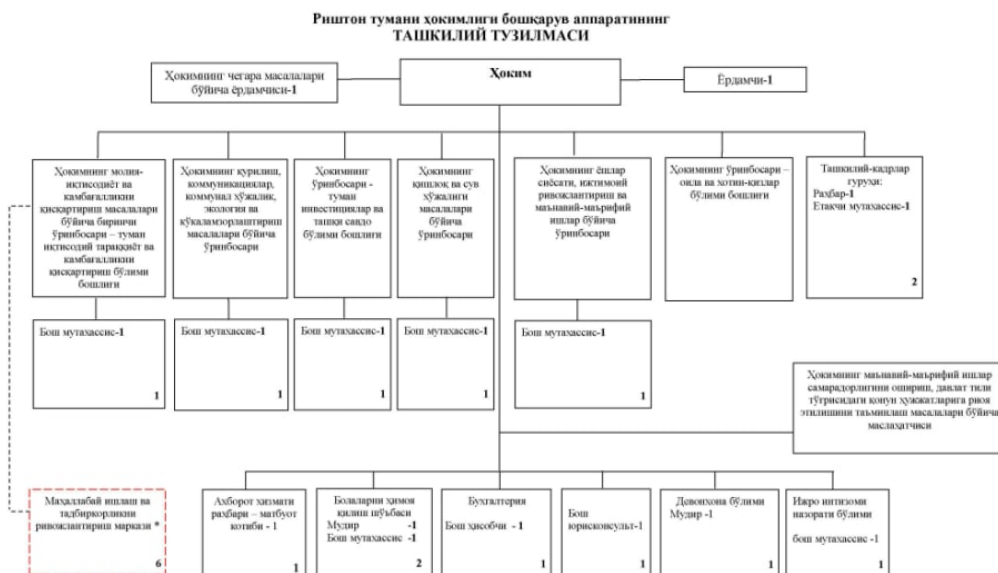 Риштон тумани ҳокимлиги бошқарув аппаратининг
ТАШКИЛИЙ ТУЗИЛМАСИ
Ҳокимнинг чегара масалалари
бўйича ёрдамчиси-1
Ҳоким
Ёрдамчи-1
Ҳокимнинг молия-
иқтисодиёт ва
камбағалликни
қисқартириш масалалари
бўйича биринчи
ўринбосари – туман
иқтисодий тараққиёт ва
камбағалликни
қисқартириш бўлими
бошлиғи
Ҳокимнинг қурилиш,
коммуникациялар,
коммунал хўжалик,
экология ва
кўкаламзорлаштириш
масалалари бўйича
ўринбосари
Ҳокимнинг
ўринбосари -
туман
инвестициялар ва
ташқи савдо
бўлими бошлиғи
Ҳокимнинг
қишлоқ ва сув
хўжалиги
масалалари
бўйича
ўринбосари
Ҳокимнинг ёшлар
сиёсати, ижтимоий
ривожлантириш ва
маънавий-маърифий
ишлар бўйича
ўринбосари
Ҳокимнинг ўринбосари –
оила ва хотин-қизлар
бўлими бошлиғи
Ташкилий-кадрлар
гуруҳи:
Раҳбар-1
Етакчи мутахассис-1
2
Бош мутахассис-1
1
Бош мутахассис-1
1
Бош мутахассис-1
1
Бош мутахассис-1
1
Бош мутахассис-1
1
Ҳокимнинг маънавий-маърифий ишлар
самарадорлигини ошириш, давлат тили
тўғрисидаги қонун ҳужжатларига риоя
этилишини таъминлаш масалалари бўйича
маслаҳатчиси
Маҳаллабай ишлаш ва
тадбиркорликни
ривожлантириш маркази *
6
Ахборот хизмати
раҳбари – матбуот
котиби - 1
1
Болаларни ҳимоя
қилиш шўъбаси
Мудир -1
Бош мутахассис -1
2
Бухгалтерия
Бош ҳисобчи - 1
1
Бош
юрисконсульт-1
1
Девонхона бўлими
Мудир -1
1
Ижро интизоми
назорати бўлими
бош мутахассис -1
1